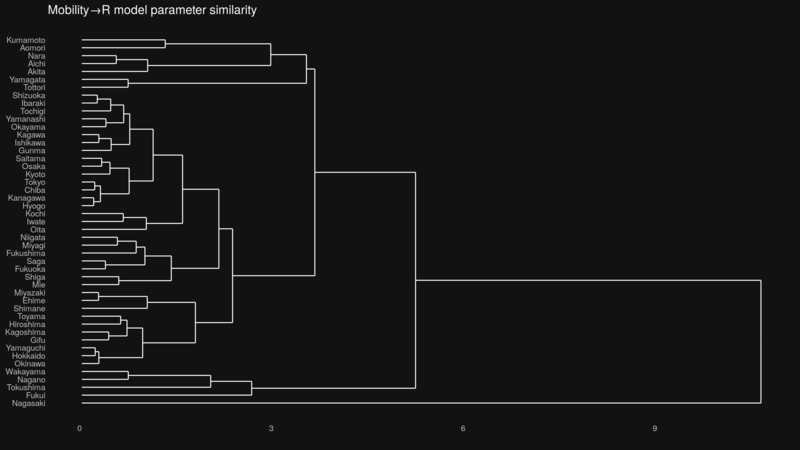 Mobility→R model parameter similarity
Kumamoto
Aomori
Nara
Aichi
Akita
Yamagata
Tottori
Shizuoka
Ibaraki
Tochigi
Yamanashi
Okayama
Kagawa
Ishikawa
Gunma
Saitama
Osaka
Kyoto
Tokyo
Chiba
Kanagawa
Hyogo
Kochi
Iwate
Oita
Niigata
Miyagi
Fukushima
Saga
Fukuoka
Shiga
Mie
Miyazaki
Ehime
Shimane
Toyama
Hiroshima
Kagoshima
Gifu
Yamaguchi
Hokkaido
Okinawa
Wakayama
Nagano
Tokushima
Fukui
Nagasaki
0 3 6 9